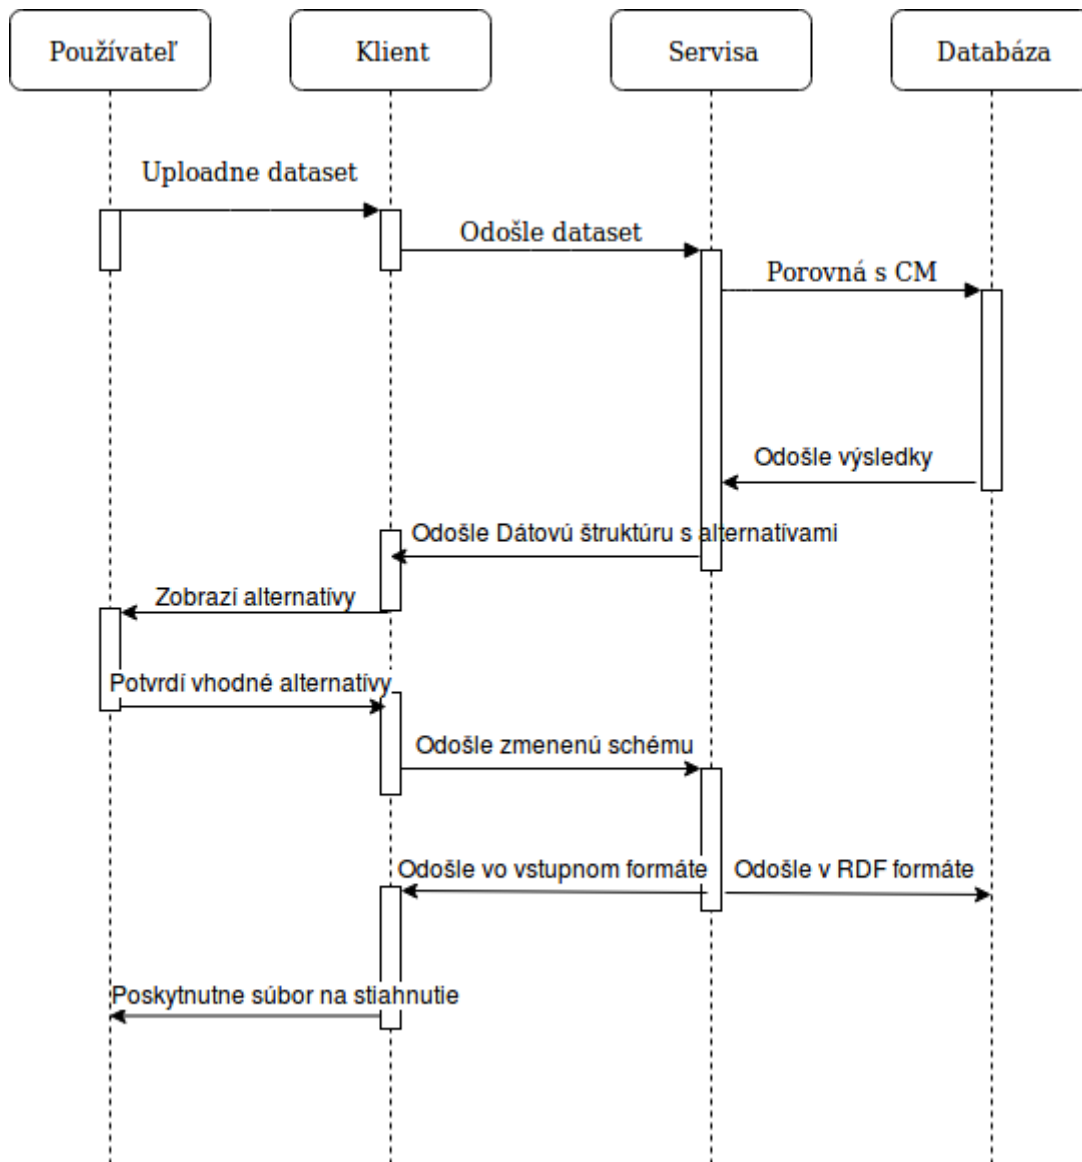 Používateľ
Klient
Servisa
Databáza
Uploadne dataset
Odošle dataset
Porovná s CM
Odošle výsledky
Odošle Dátovú štruktúru s alternatívami
Zobrazí alternatívy
Potvrdí vhodné alternatívy
Odošle zmenenú schému
Odošle vo vstupnom formáte
Odošle v RDF formáte
Poskytnutne súbor na stiahnutie